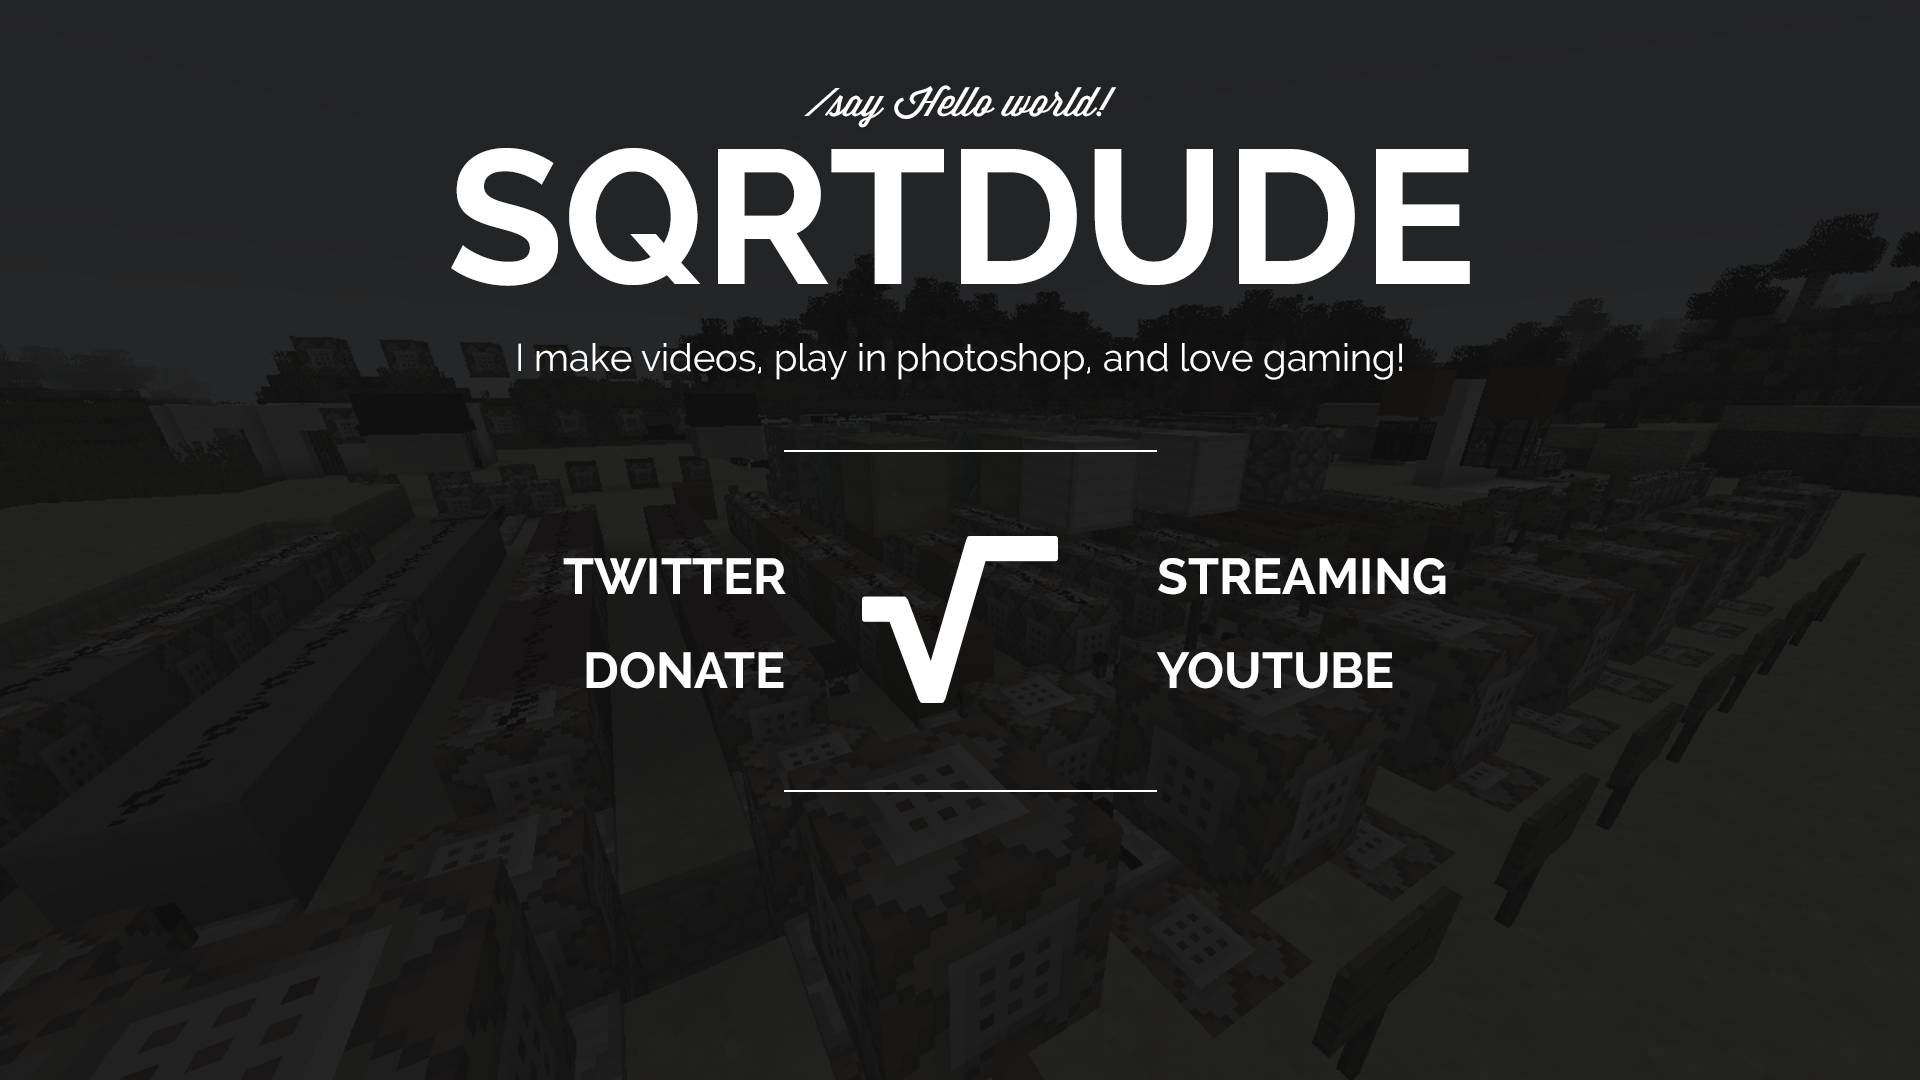 /say Hello world!
SQRTDUDE
I make videos, play in photoshop, and love gaming!
TWITTER
STREAMING
DONATE
YOUTUBE